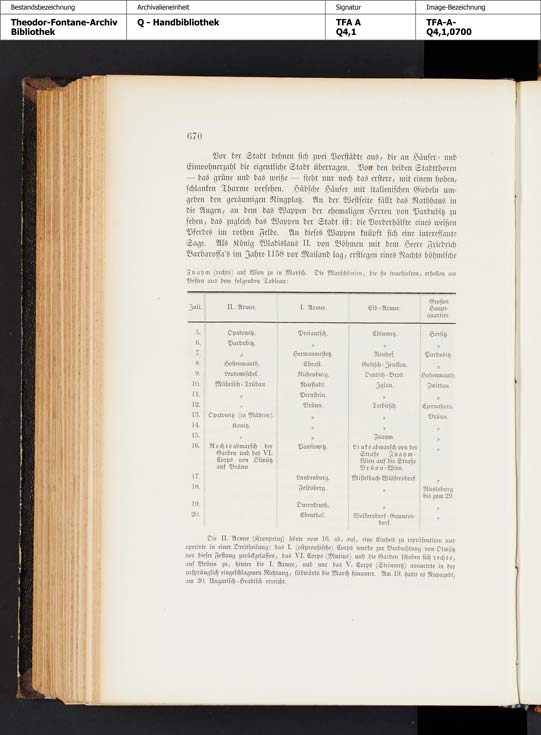 Bestandsbezeichnung Archivalieneinheit Signatur Image-Bezeichnung
Theodor-Fontane-Archiv Q - Handbibliothek TFA A TFA-A-
Bibliothek Q4,1 Q4,1,0700
670
Vor der Stadt dehnen sich zwei Vorstädte aus, die an Häuser- und
Einwohnerzahl die eigentliche Stadt überragen. Von den beiden Stadtthoren
— das grüne und das weiße — steht nur noch das erstere, mit einem hohen,
schlanken Thurme versehen. Hübsche Häuser mit italienischen Giebeln um-
geben den geräumigen Ringplatz. An der Westseite fällt das Rathhaus in
die Augen, an dem das Wappen der ehemaligen Herren von Pardubitz zu
sehen, das zugleich das Wappen der Stadt ist: die Vorderhälfte eines weißen
Pferdes im rothen Felde. An dieses Wappen knüpft sich eine interessante
Sage. Als König Wladislaus II. von Böhmen mit dem Heere Friedrich
Barbarossa's im Jahre 1158 vor Mailand lag, erstiegen eines Nachts böhmische
Znaym (rechts) auf Wien zu in Marsch. Die Marschlinien, die sie innehielten, erhellen am
Besten aus dem folgenden Tableau:
Juli. II. Armee. I. Armee. Elb-Armee. Großes Haupt-quartier.
5. Opatowitz. Prelautsch. Chlumetz. Horsitz.
6. Pardubitz. „ „ „
7. „ Hermanmestetz. Neuhof. Pardubitz.
8. Hohenmauth. Chrast. Goltsch-Jenikau. „
9. Leutomischel. Richenburg. Deutsch-Brod. Hohenmauth.
10. Mährisch-Trübau. Neustadt. Iglau. Zwittau.
11. „ Pernstein. „ „
12. „ Brünn. Trebitsch. Czernahora.
13. Opatowitz (in Mähren). „ „ Brünn.
14. Konitz. „ „ „
15. „ „ Znaym. „
16. Rechtsabmarsch der Pawlowitz. Linksabmarsch von der „
Garden und des VI. Straße Znaym-
Corps von Olmütz Wien auf die Straße
auf Brünn Brünn-Wien.
17. Lundenburg. Mistelbach-Wülfersdorf. „
18. Feldsberg. „ Nicolsburg
bis zum 29.
19. Durrnkruth. „ „
20. Ebenthal. Wolkersdorf-Gauners- „
dorf.
Die II. Armee (Kronprinz) hörte vom 16. ab, auf, eine Einheit zu repräsentiren und
operirte in einer Dreitheilung: das I. (ostpreußische) Corps wurde zur Beobachtung von Olmütz
vor dieser Festung zurückgelassen, das VI. Corps (Mutius) und die Garden schoben sich rechts,
auf Brünn zu, hinter die I. Armee, und nur das V. Corps (Steinmetz) avancirte in der
ursprünglich eingeschlagenen Richtung, südwärts die March hinunter. Am 19. hatte es Napagedl,
am 20. Ungarisch-Hradisch erreicht.